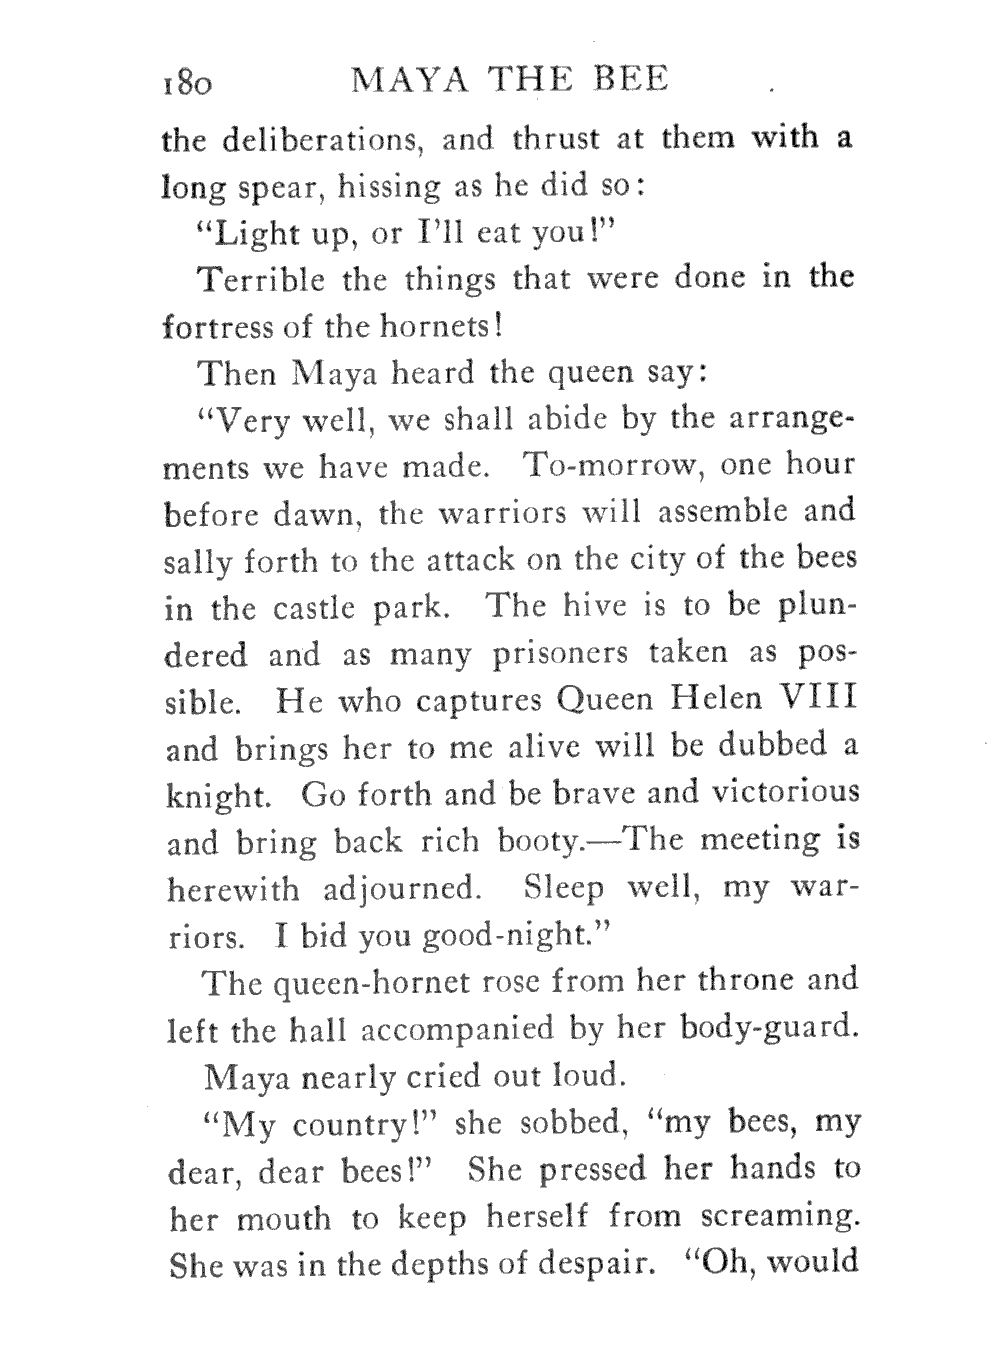 180 MAYA THE BEE
the deliberations, and thrust at them with a
long spear, hissing as he did so:
“Light up, or I’ll eat you!”
Terrible the things that were done in the
fortress of the hornets!
Then Maya heard the queen say:
“Very well, we shall abide by the arrange-
ments we have made. To-morrow, one hour
before dawn, the warriors will assemble and
sally forth to the attack on the city of the bees
in the castle park. The hive is to be plun-
dered and as many prisoners taken as pos-
sible. He who captures Queen Helen VIII
and brings her to me alive will be dubbed a
knight. Go forth and be brave and victorious
and bring back rich booty.—The meeting is
herewith adjourned. Sleep well, my war-
riors. I bid you good-night.”
The queen-hornet rose from her throne and
left the hall accompanied by her body-guard.
Maya nearly cried out loud.
“My country!” she sobbed, “my bees, my
dear, dear bees!” She pressed her hands to
her mouth to keep herself from screaming.
She was in the depths of despair. “Oh, would